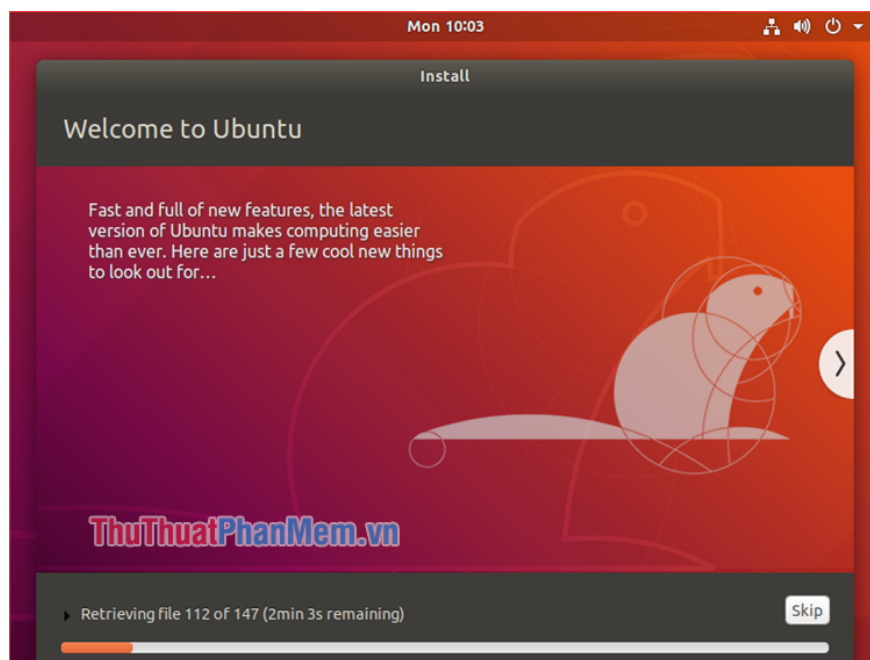 Mon 10:03
Install
Welcome to Ubuntu
Fast and full of new features, the latest
version of Ubuntu makes computing easier
than ever. Here are just a few cool new things
to look out for...
ThuThuatPhanMem.vn
Retrieving file 112 of 147 (2min 3s remaining)
Skip